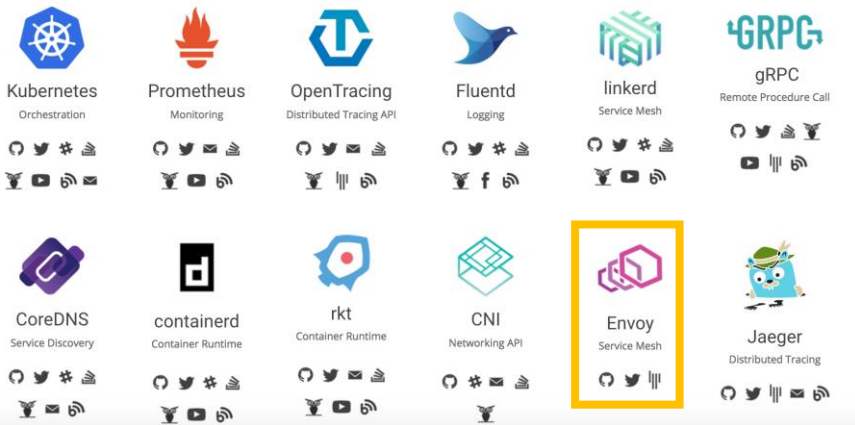 GRPC
Kubernetes
Prometheus
OpenTracing
Fluentd
linkerd
gRPC
Orchestration
Monitoring
Distributed Tracing API
Logging
Service Mesh
Remote Procedure Call
d
CoreDNS
containerd
rkt
CNI
Envoy
Jaeger
Service Discovery
Container Runtime
Container Runtime
Networking API
Service Mesh
Distributed Tracing